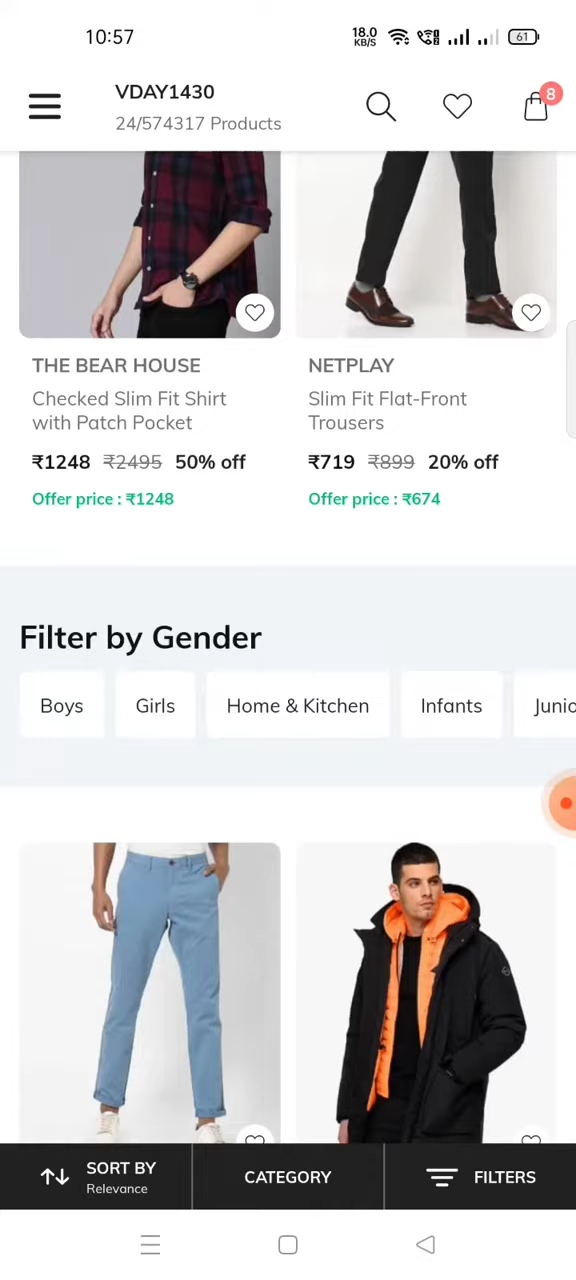 10:57
18.0
KB/S
61
VDAY1430
24/574317 Products
8
THE BEAR HOUSE
Checked Slim Fit Shirt
with Patch Pocket
₹1248 ₹2495 50% off
Offer price : ₹1248
NETPLAY
Slim Fit Flat-Front
Trousers
₹719 ₹899 20% off
Offer price : ₹674
Filter by Gender
Boys
Girls
Home & Kitchen
Infants
Junio
SORT BY
Relevance
CATEGORY
FILTERS